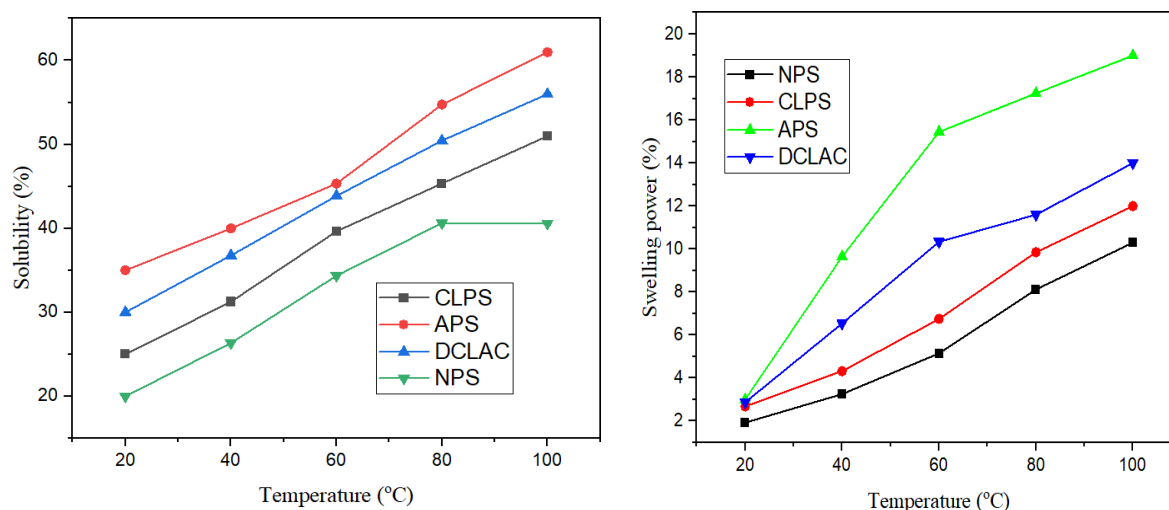 Solubility (%)
60
50
40
30
20
CLPS
APS
DCLAC
NPS
20 40 60 80 100
Temperature (°C)
Swelling power (%)
20
18
16
14
12
10
8
6
4
2
NPS
CLPS
APS
DCLAC
20 40 60 80 100
Temperature (°C)